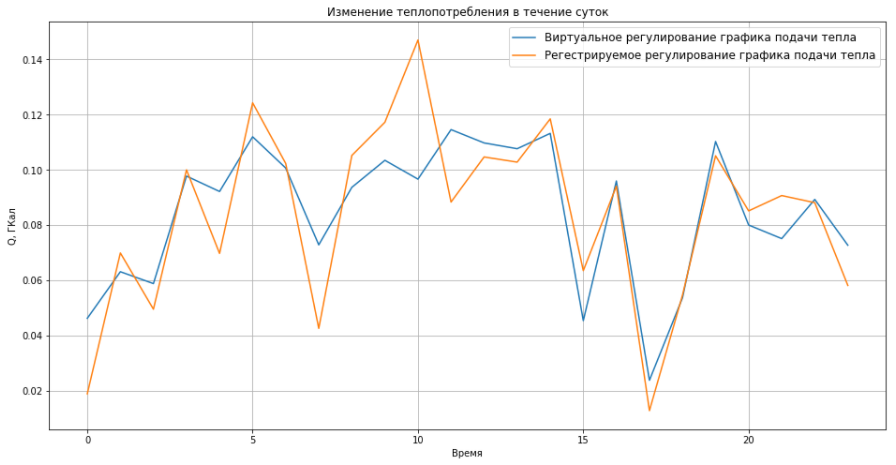 Изменение теплопотребления в течение суток
Виртуальное регулирование графика подачи тепла
Регестрируемое регулирование графика подачи тепла
Q, ГКал
0.14
0.12
0.10
0.08
0.06
0.04
0.02
0 5 10 15 20
Время